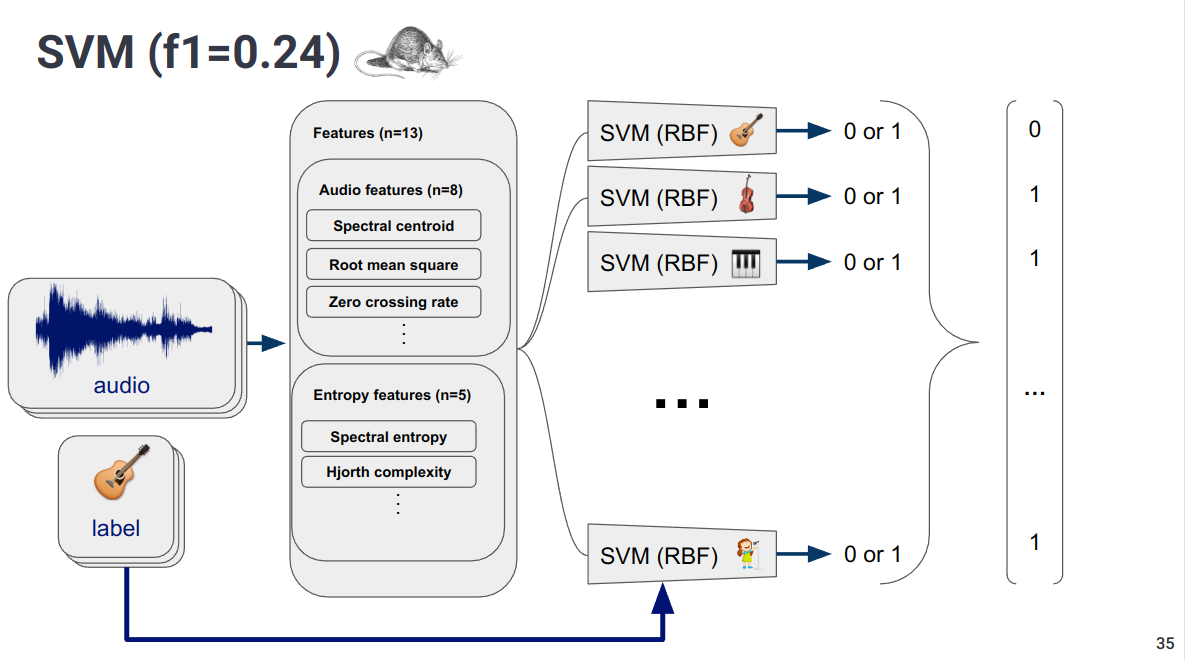 SVM (f1=0.24)
Features (n=13)
Audio features (n=8)
Spectral centroid
Root mean square
Zero crossing rate
⋮
Entropy features (n=5)
Spectral entropy
Hjorth complexity
⋮
audio
label
SVM (RBF)
0 or 1
SVM (RBF)
0 or 1
SVM (RBF)
0 or 1
...
SVM (RBF)
0 or 1
0
1
1
...
1
35